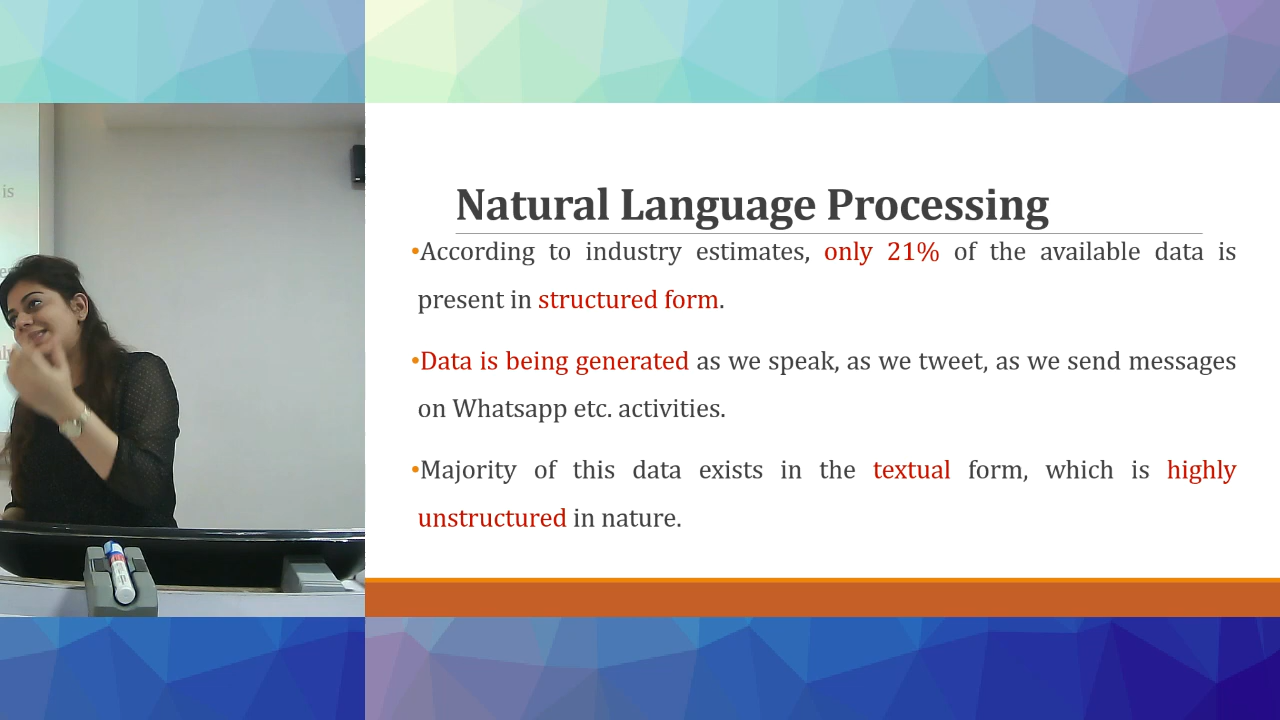 Natural Language Processing
•According to industry estimates, only 21% of the available data is
present in structured form.
•Data is being generated as we speak, as we tweet, as we send messages
on Whatsapp etc. activities.
•Majority of this data exists in the textual form, which is highly
unstructured in nature.
is